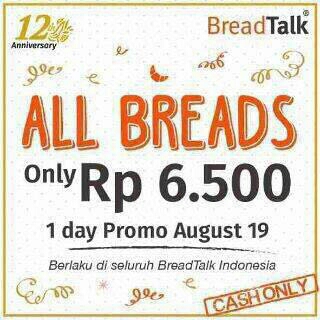 12th
Anniversary
BreadTalk®
ALL BREADS
Only Rp 6.500
1 day Promo August 19
Berlaku di seluruh BreadTalk Indonesia
CASH ONLY